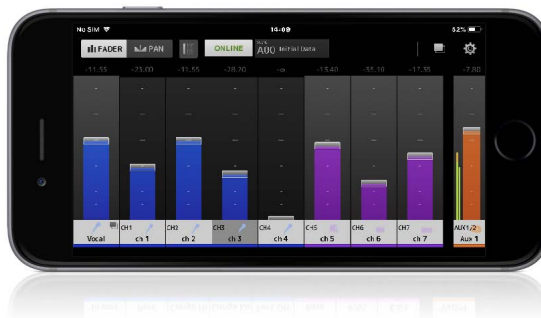 No SIM 14:09 52%
FADER PAN ONLINE A00 Initial Data
-11.55 -25.00 -11.55 -28.20 -∞ -13.40 -35.10 -17.35 -7.80
CH1 CH2 CH3 CH4 CH5 CH6 CH7 AUX1/2
Vocal ch 1 ch 2 ch 3 ch 4 ch 5 ch 6 ch 7 Aux 1